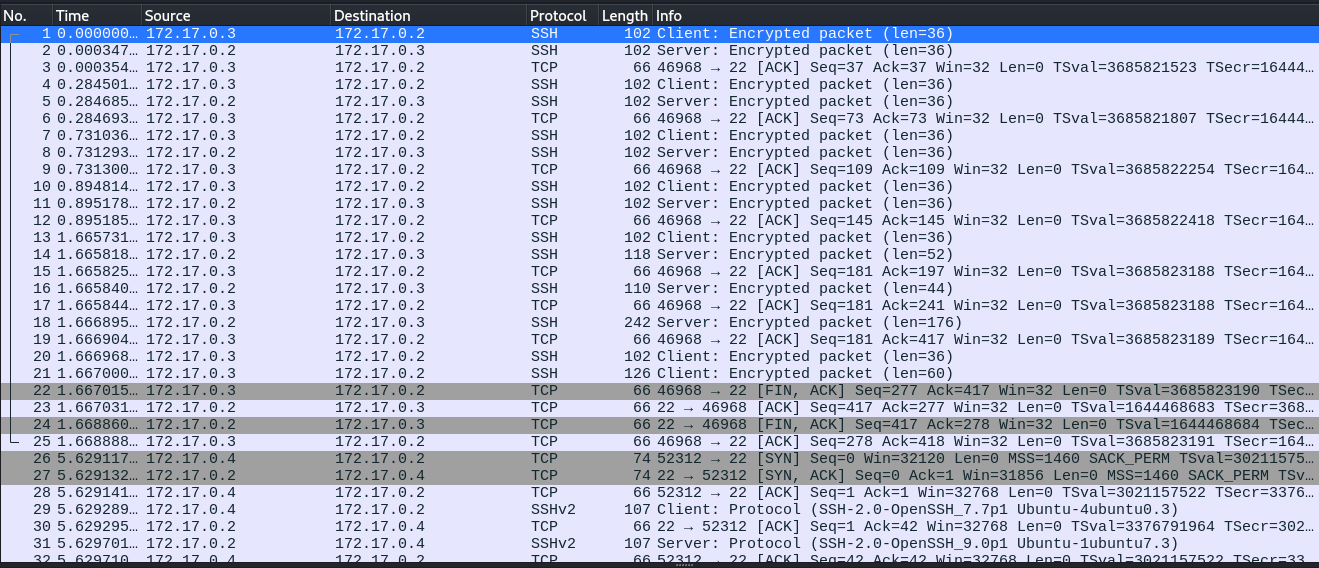 No. Time Source Destination Protocol Length Info
1 0.000000… 172.17.0.3 172.17.0.2 SSH 102 Client: Encrypted packet (len=36)
2 0.000347… 172.17.0.2 172.17.0.3 SSH 102 Server: Encrypted packet (len=36)
3 0.000354… 172.17.0.3 172.17.0.2 TCP 66 46968 → 22 [ACK] Seq=37 Ack=37 Win=32 Len=0 TSval=3685821523 TSecr=16444…
4 0.284501… 172.17.0.3 172.17.0.2 SSH 102 Client: Encrypted packet (len=36)
5 0.284685… 172.17.0.2 172.17.0.3 SSH 102 Server: Encrypted packet (len=36)
6 0.284693… 172.17.0.3 172.17.0.2 TCP 66 46968 → 22 [ACK] Seq=73 Ack=73 Win=32 Len=0 TSval=3685821807 TSecr=16444…
7 0.731036… 172.17.0.3 172.17.0.2 SSH 102 Client: Encrypted packet (len=36)
8 0.731293… 172.17.0.2 172.17.0.3 SSH 102 Server: Encrypted packet (len=36)
9 0.731300… 172.17.0.3 172.17.0.2 TCP 66 46968 → 22 [ACK] Seq=109 Ack=109 Win=32 Len=0 TSval=3685822254 TSecr=164…
10 0.894814… 172.17.0.3 172.17.0.2 SSH 102 Client: Encrypted packet (len=36)
11 0.895178… 172.17.0.2 172.17.0.3 SSH 102 Server: Encrypted packet (len=36)
12 0.895185… 172.17.0.3 172.17.0.2 TCP 66 46968 → 22 [ACK] Seq=145 Ack=145 Win=32 Len=0 TSval=3685822418 TSecr=164…
13 1.665731… 172.17.0.3 172.17.0.2 SSH 102 Client: Encrypted packet (len=36)
14 1.665818… 172.17.0.2 172.17.0.3 SSH 118 Server: Encrypted packet (len=52)
15 1.665825… 172.17.0.3 172.17.0.2 TCP 66 46968 → 22 [ACK] Seq=181 Ack=197 Win=32 Len=0 TSval=3685823188 TSecr=164…
16 1.665840… 172.17.0.2 172.17.0.3 SSH 110 Server: Encrypted packet (len=44)
17 1.665844… 172.17.0.3 172.17.0.2 TCP 66 46968 → 22 [ACK] Seq=181 Ack=241 Win=32 Len=0 TSval=3685823188 TSecr=164…
18 1.666895… 172.17.0.2 172.17.0.3 SSH 242 Server: Encrypted packet (len=176)
19 1.666904… 172.17.0.3 172.17.0.2 TCP 66 46968 → 22 [ACK] Seq=181 Ack=417 Win=32 Len=0 TSval=3685823189 TSecr=164…
20 1.666968… 172.17.0.3 172.17.0.2 SSH 102 Client: Encrypted packet (len=36)
21 1.667000… 172.17.0.3 172.17.0.2 SSH 126 Client: Encrypted packet (len=60)
22 1.667015… 172.17.0.3 172.17.0.2 TCP 66 46968 → 22 [FIN, ACK] Seq=277 Ack=417 Win=32 Len=0 TSval=3685823190 TSec…
23 1.667031… 172.17.0.2 172.17.0.3 TCP 66 22 → 46968 [ACK] Seq=417 Ack=277 Win=32 Len=0 TSval=1644468683 TSecr=368…
24 1.668860… 172.17.0.2 172.17.0.3 TCP 66 22 → 46968 [FIN, ACK] Seq=417 Ack=278 Win=32 Len=0 TSval=1644468684 TSec…
25 1.668888… 172.17.0.3 172.17.0.2 TCP 66 46968 → 22 [ACK] Seq=278 Ack=418 Win=32 Len=0 TSval=3685823191 TSecr=164…
26 5.629117… 172.17.0.4 172.17.0.2 TCP 74 52312 → 22 [SYN] Seq=0 Win=32120 Len=0 MSS=1460 SACK_PERM TSval=30211575…
27 5.629132… 172.17.0.2 172.17.0.4 TCP 74 22 → 52312 [SYN, ACK] Seq=0 Ack=1 Win=31856 Len=0 MSS=1460 SACK_PERM TSv…
28 5.629141… 172.17.0.4 172.17.0.2 TCP 66 52312 → 22 [ACK] Seq=1 Ack=1 Win=32768 Len=0 TSval=3021157522 TSecr=3376…
29 5.629289… 172.17.0.4 172.17.0.2 SSHv2 107 Client: Protocol (SSH-2.0-OpenSSH_7.7p1 Ubuntu-4ubuntu0.3)
30 5.629295… 172.17.0.2 172.17.0.4 TCP 66 22 → 52312 [ACK] Seq=1 Ack=42 Win=32768 Len=0 TSval=3376791964 TSecr=302…
31 5.629701… 172.17.0.2 172.17.0.4 SSHv2 107 Server: Protocol (SSH-2.0-OpenSSH_9.0p1 Ubuntu-1ubuntu7.3)
32 5.629710… 172.17.0.4 172.17.0.2 TCP 66 52312 → 22 [ACK] Seq=42 Ack=42 Win=32768 Len=0 TSval=3021157522 TSecr=33…